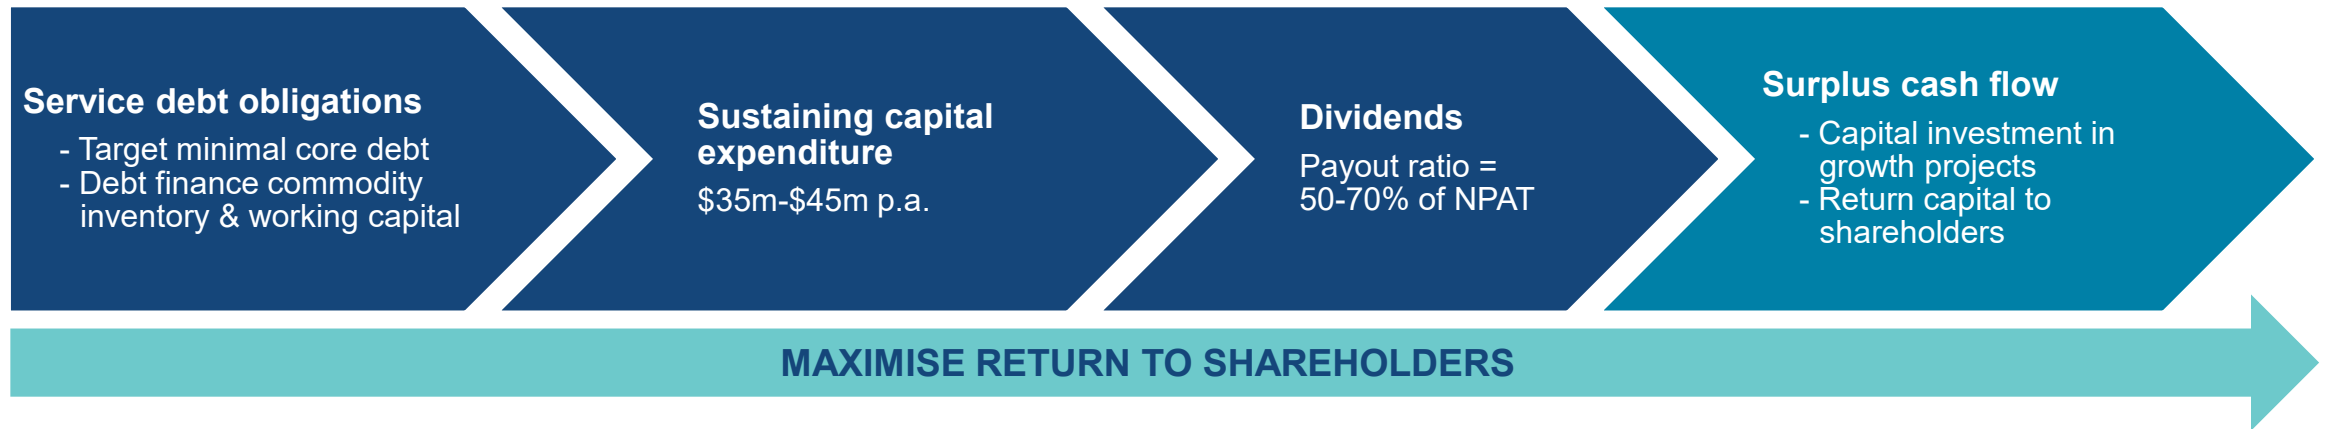 Service debt obligations
- Target minimal core debt
- Debt finance commodity
inventory & working capital
Sustaining capital
expenditure
$35m-$45m p.a.
Dividends
Payout ratio =
50-70% of NPAT
Surplus cash flow
- Capital investment in
growth projects
- Return capital to
shareholders
MAXIMISE RETURN TO SHAREHOLDERS